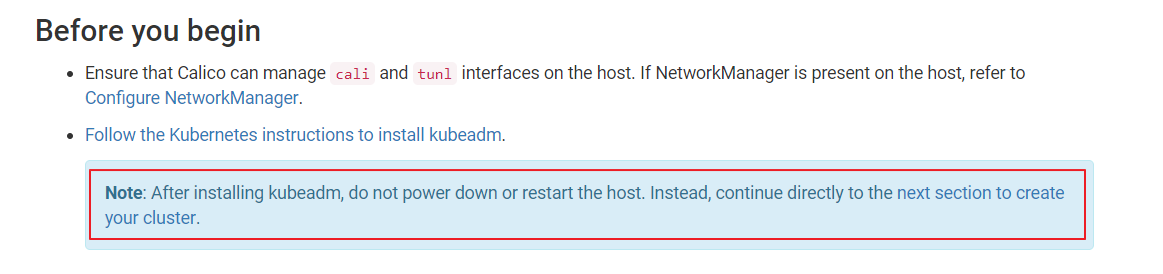 Before you begin
• Ensure that Calico can manage cali and tunl interfaces on the host. If NetworkManager is present on the host, refer to
Configure NetworkManager.
• Follow the Kubernetes instructions to install kubeadm.
Note: After installing kubeadm, do not power down or restart the host. Instead, continue directly to the next section to create
your cluster.